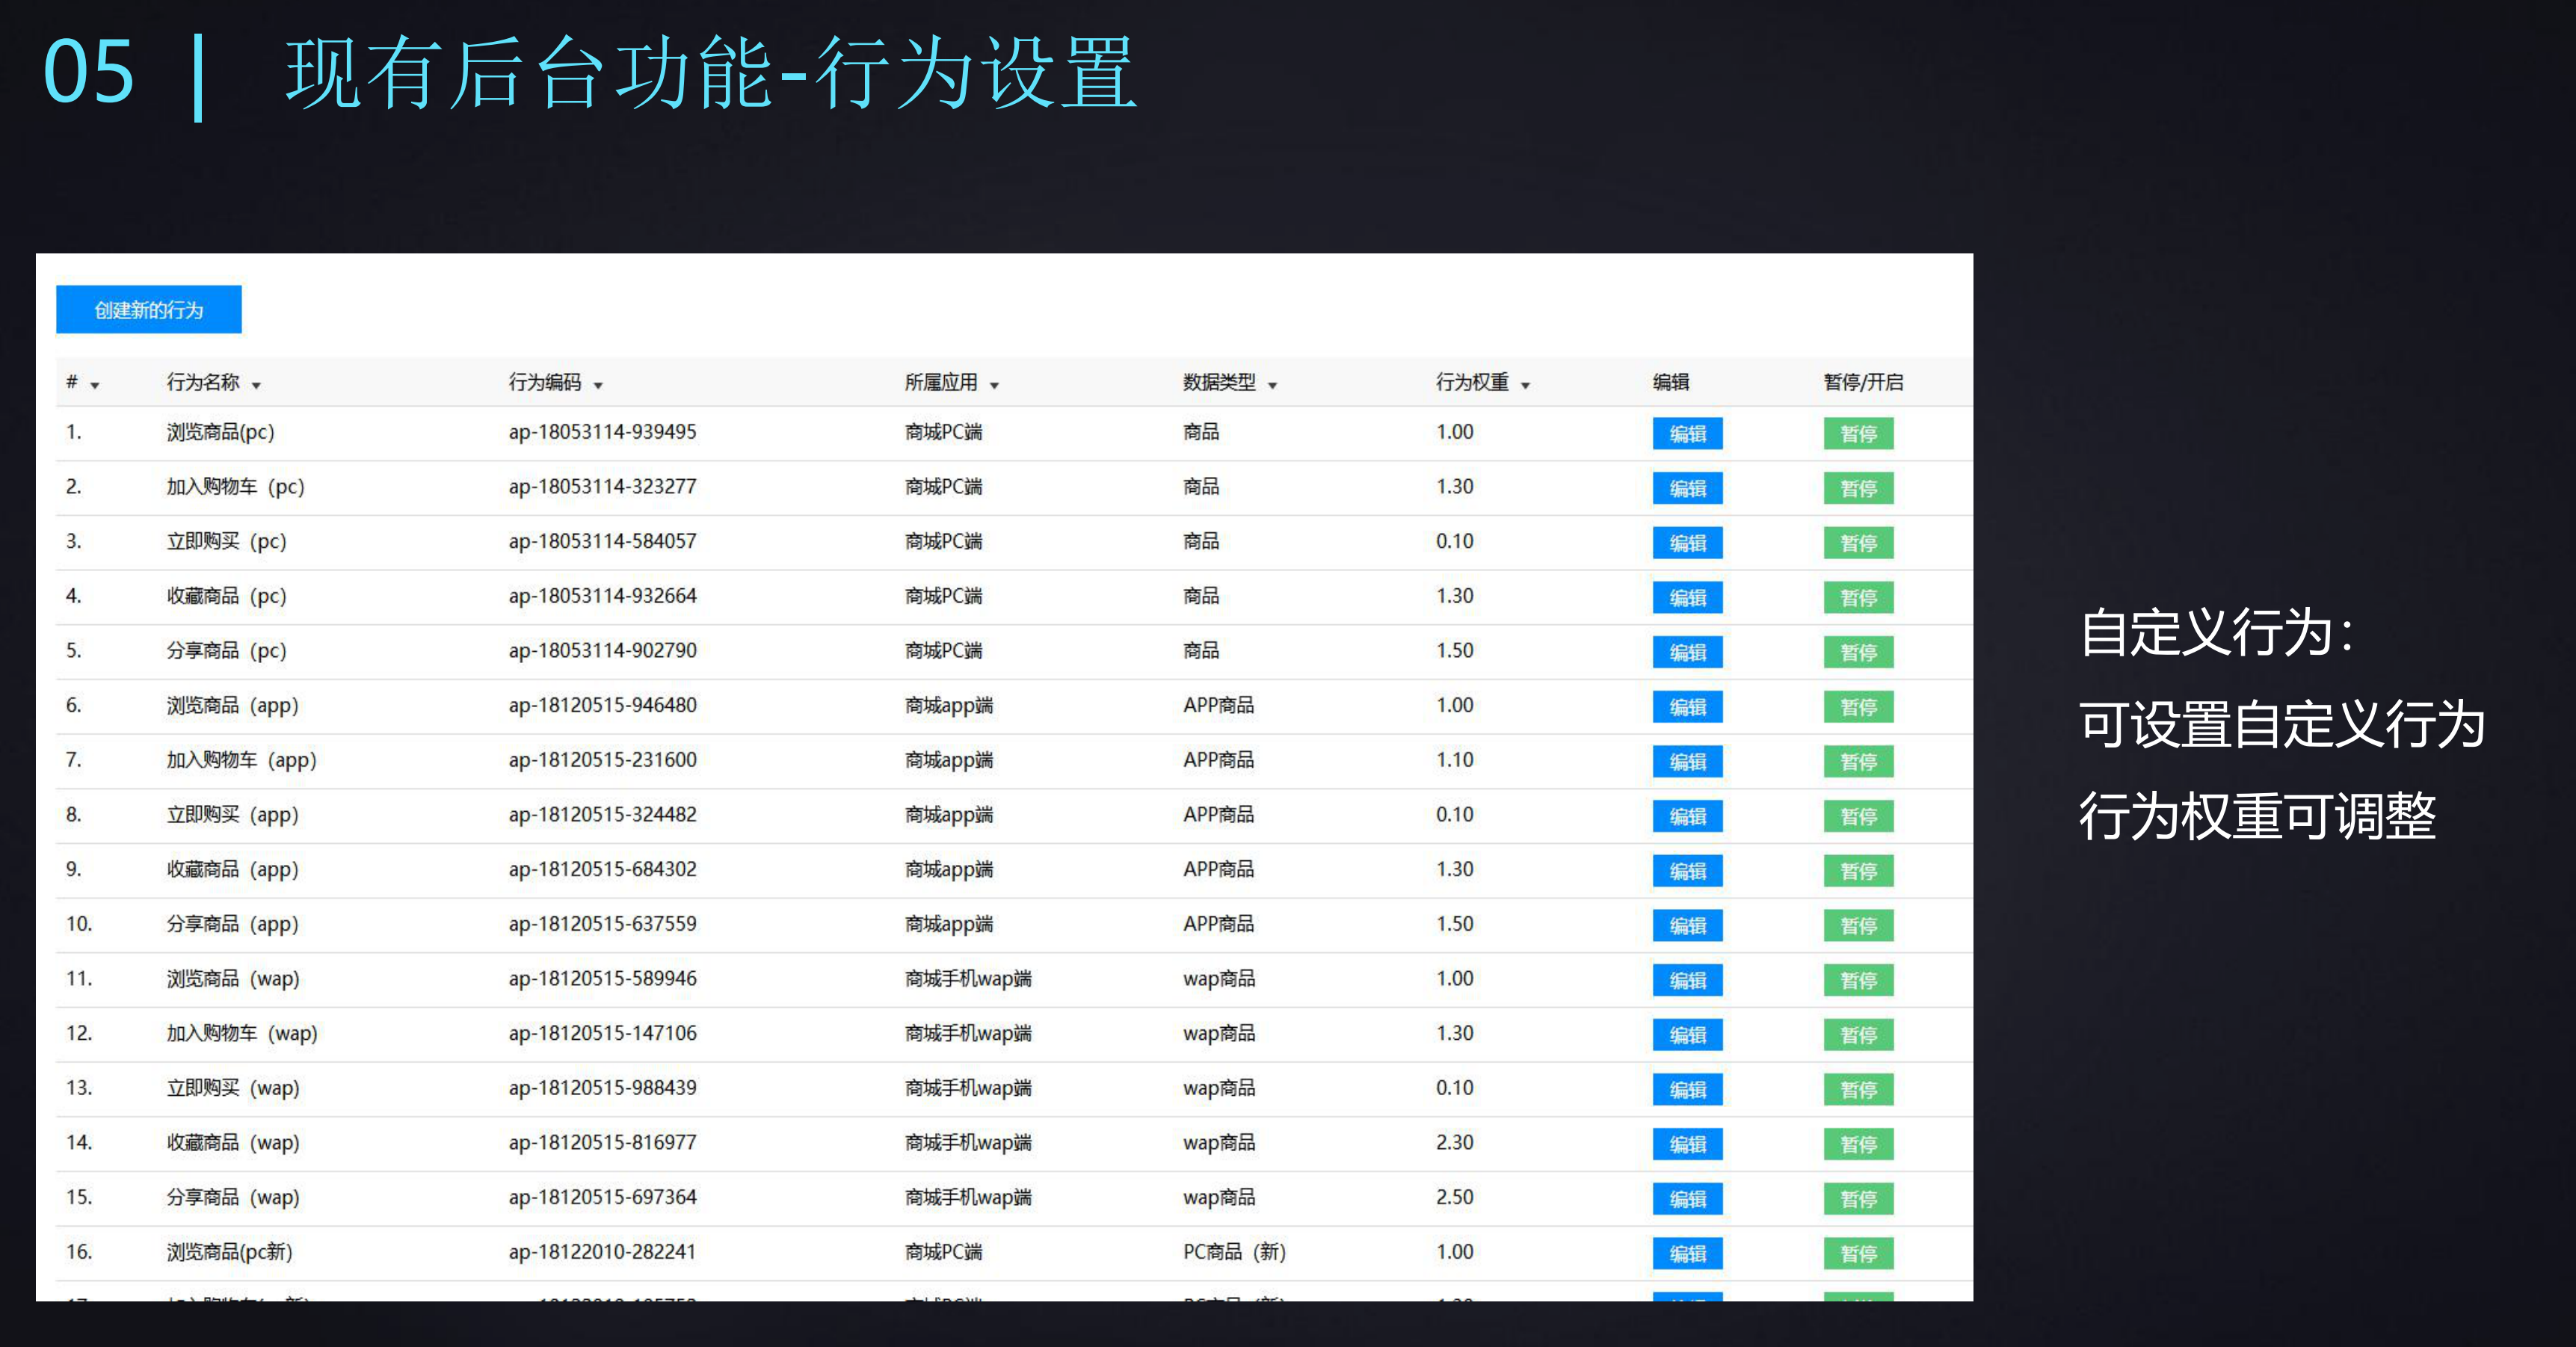 05 | 现有后台功能-行为设置
创建新的行为
# 行为名称 行为编码 所属应用 数据类型 行为权重 编辑 暂停/开启
1. 浏览商品(pc) ap-18053114-939495 商城PC端 商品 1.00 编辑 暂停
2. 加入购物车 (pc) ap-18053114-323277 商城PC端 商品 1.30 编辑 暂停
3. 立即购买 (pc) ap-18053114-584057 商城PC端 商品 0.10 编辑 暂停
4. 收藏商品 (pc) ap-18053114-932664 商城PC端 商品 1.30 编辑 暂停
5. 分享商品 (pc) ap-18053114-902790 商城PC端 商品 1.50 编辑 暂停
6. 浏览商品 (app) ap-18120515-946480 商城app端 APP商品 1.00 编辑 暂停
7. 加入购物车 (app) ap-18120515-231600 商城app端 APP商品 1.10 编辑 暂停
8. 立即购买 (app) ap-18120515-324482 商城app端 APP商品 0.10 编辑 暂停
9. 收藏商品 (app) ap-18120515-684302 商城app端 APP商品 1.30 编辑 暂停
10. 分享商品 (app) ap-18120515-637559 商城app端 APP商品 1.50 编辑 暂停
11. 浏览商品 (wap) ap-18120515-589946 商城手机wap端 wap商品 1.00 编辑 暂停
12. 加入购物车 (wap) ap-18120515-147106 商城手机wap端 wap商品 1.30 编辑 暂停
13. 立即购买 (wap) ap-18120515-988439 商城手机wap端 wap商品 0.10 编辑 暂停
14. 收藏商品 (wap) ap-18120515-816977 商城手机wap端 wap商品 2.30 编辑 暂停
15. 分享商品 (wap) ap-18120515-697364 商城手机wap端 wap商品 2.50 编辑 暂停
16. 浏览商品(pc新) ap-18122010-282241 商城PC端 PC商品 (新) 1.00 编辑 暂停
自定义行为：
可设置自定义行为
行为权重可调整